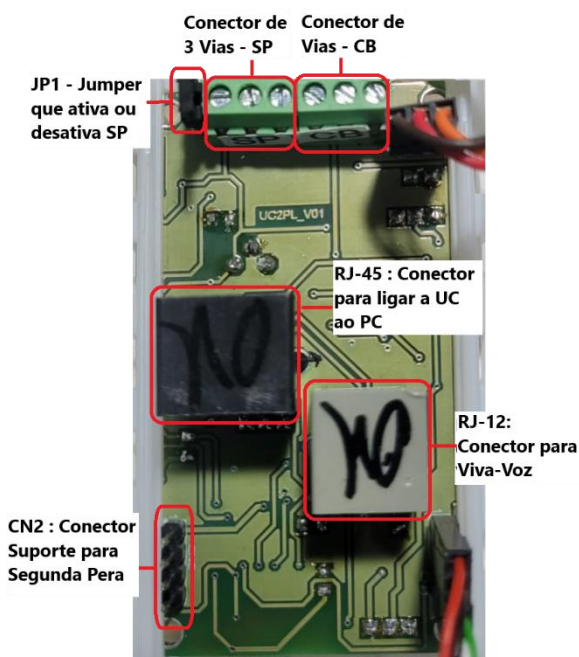 Conector de
3 Vias - SP
Conector de
Vias - CB
JP1 - Jumper
que ativa ou
desativa SP
SP
CB
UC2PL_V01
RJ-45 : Conector
para ligar a UC
ao PC
RJ-12:
Conector para
Viva-Voz
CN2 : Conector
Suporte para
Segunda Pera